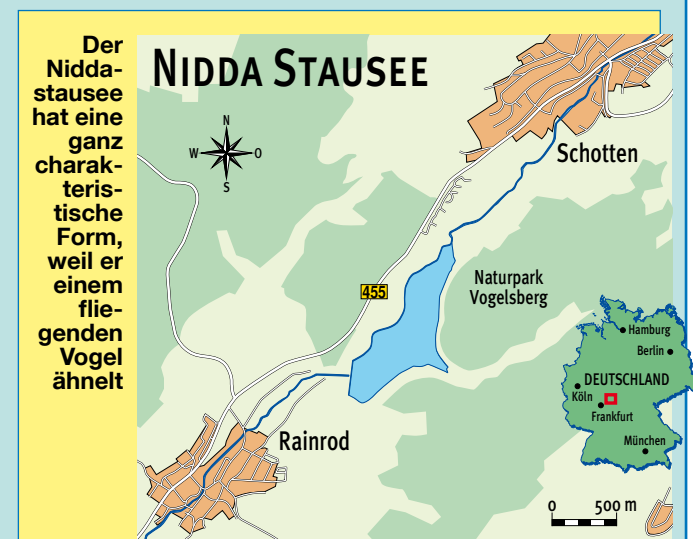 Der
Nidda-
stausee
hat eine
ganz
charak-
teris-
tische
Form,
weil er
einem
flie-
genden
Vogel
ähnelt
NIDDA STAUSEE
N
W O
S
Schotten
455
Naturpark
Vogelsberg
Rainrod
Hamburg
Berlin
DEUTSCHLAND
Köln
Frankfurt
München
0 500 m